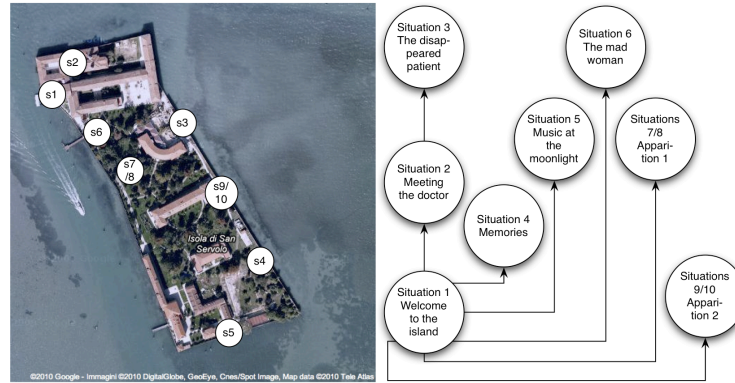 s2
s1
s3
s6
s7
/8
s9/
10
Isola di San
Servolo
s4
s5
©2010 Google - Immagini ©2010 DigitalGlobe, GeoEye, Cnes/Spot Image, Map data ©2010 Tele Atlas
Situation 3
The disap-
peared
patient
Situation 6
The mad
woman
Situation 5
Music at
the
moonlight
Situations
7/8
Appari-
tion 1
Situation 2
Meeting
the doctor
Situation 4
Memories
Situation 1
Welcome
to the
island
Situations
9/10
Appari-
tion 2